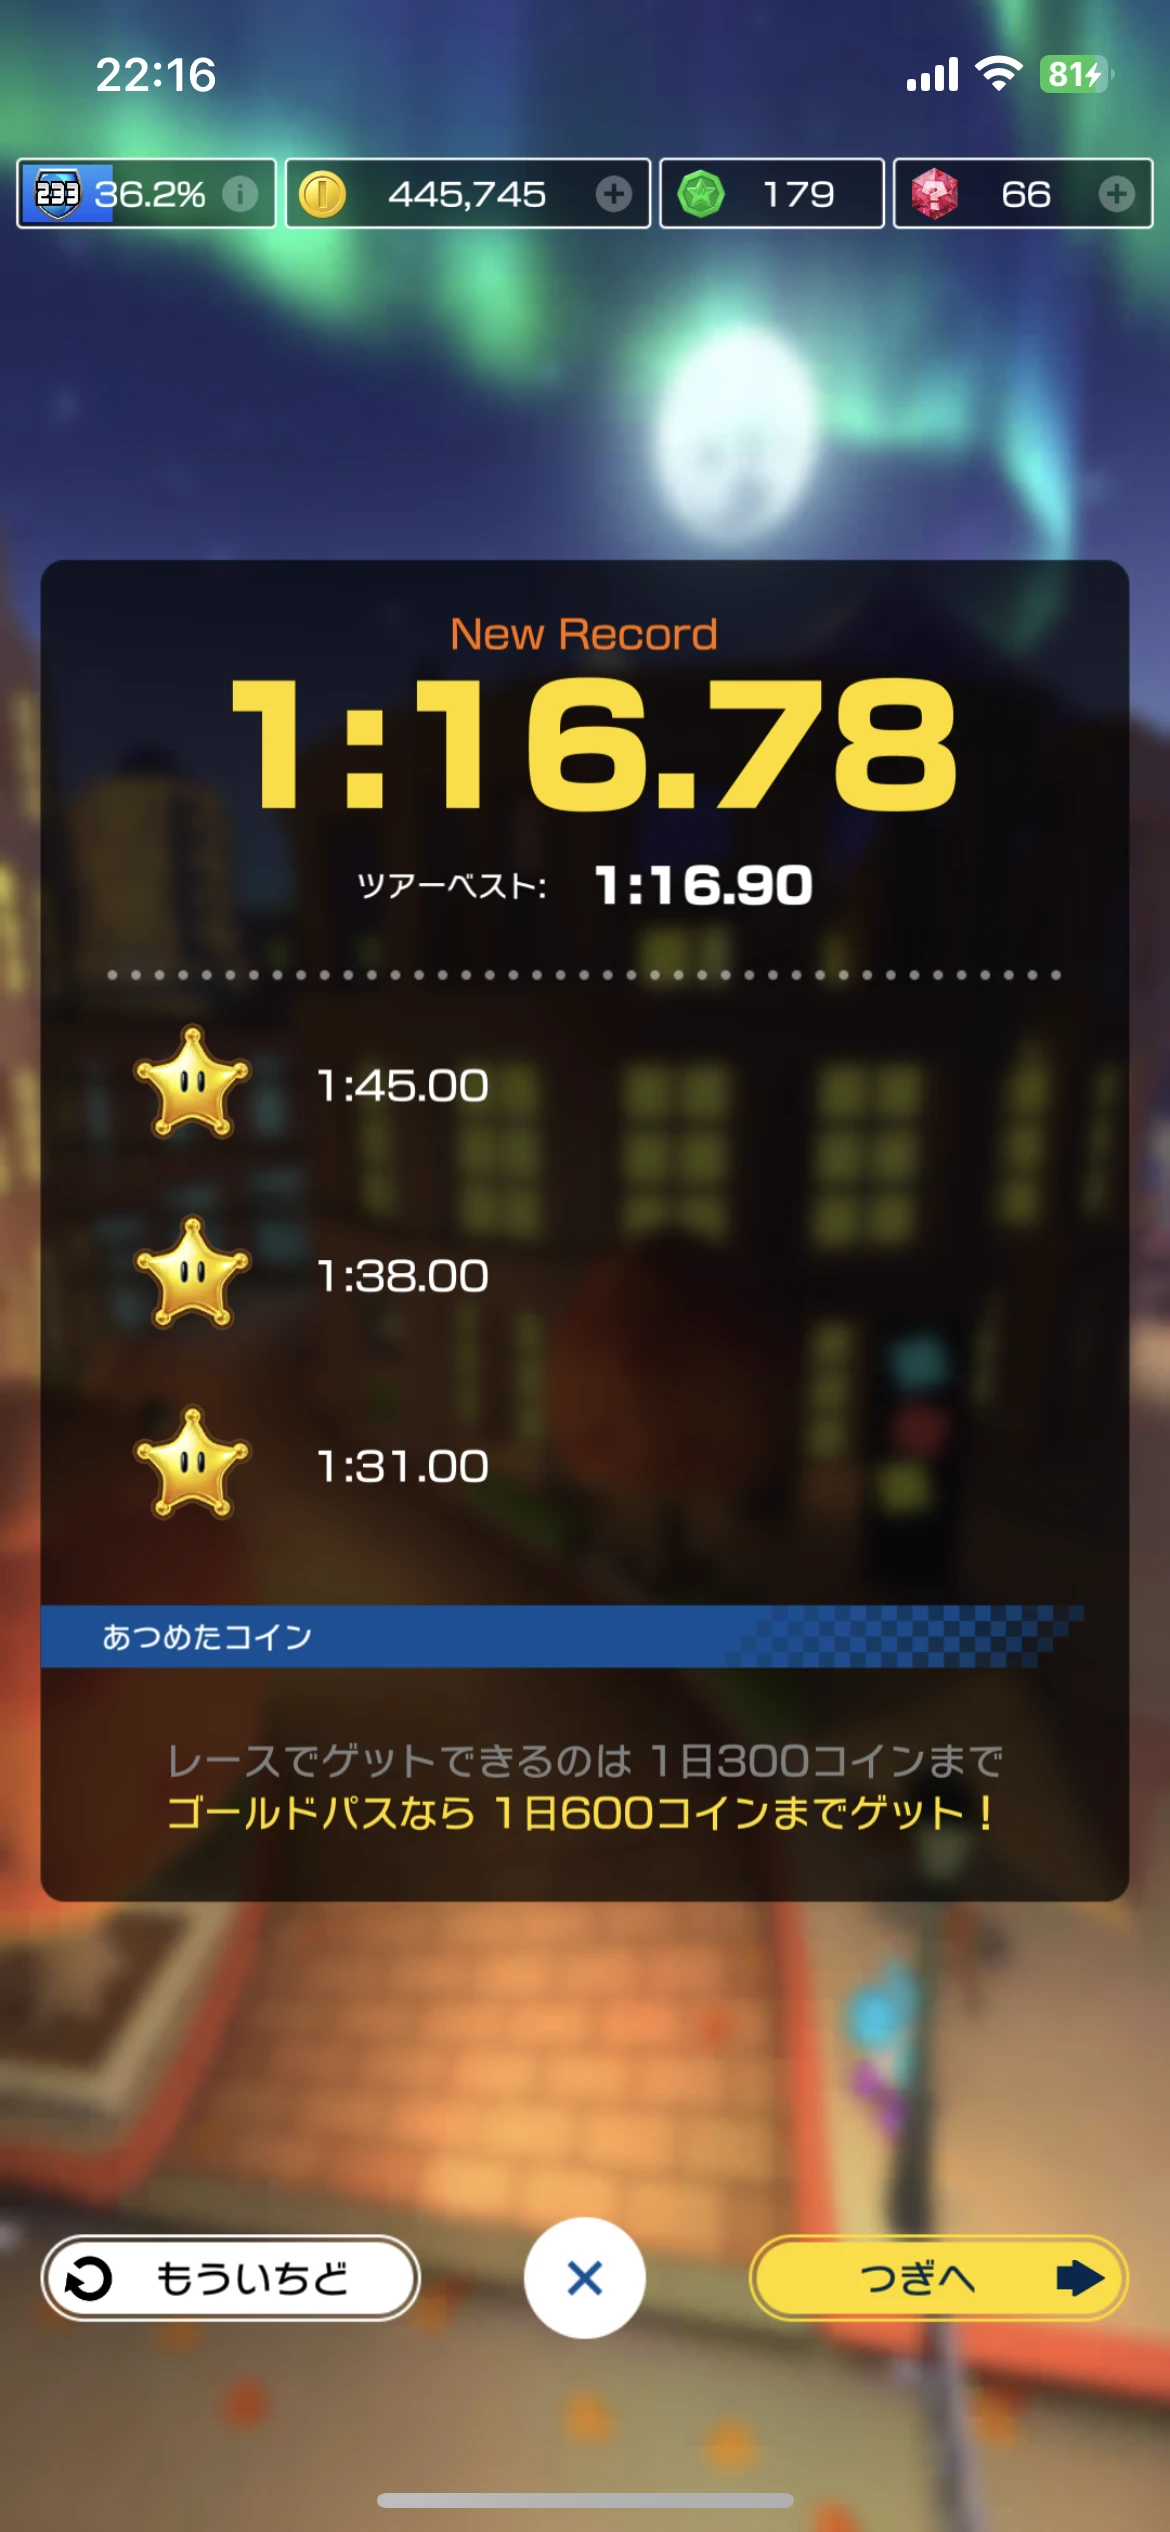 22:16
81
233 36.2% i 445,745 + 179 66 +
New Record
1:16.78
ツアーベスト: 1:16.90
1:45.00
1:38.00
1:31.00
あつめたコイン
レースでゲットできるのは 1日300コインまで
ゴールドパスなら 1日600コインまでゲット！
もういちど
×
つぎへ